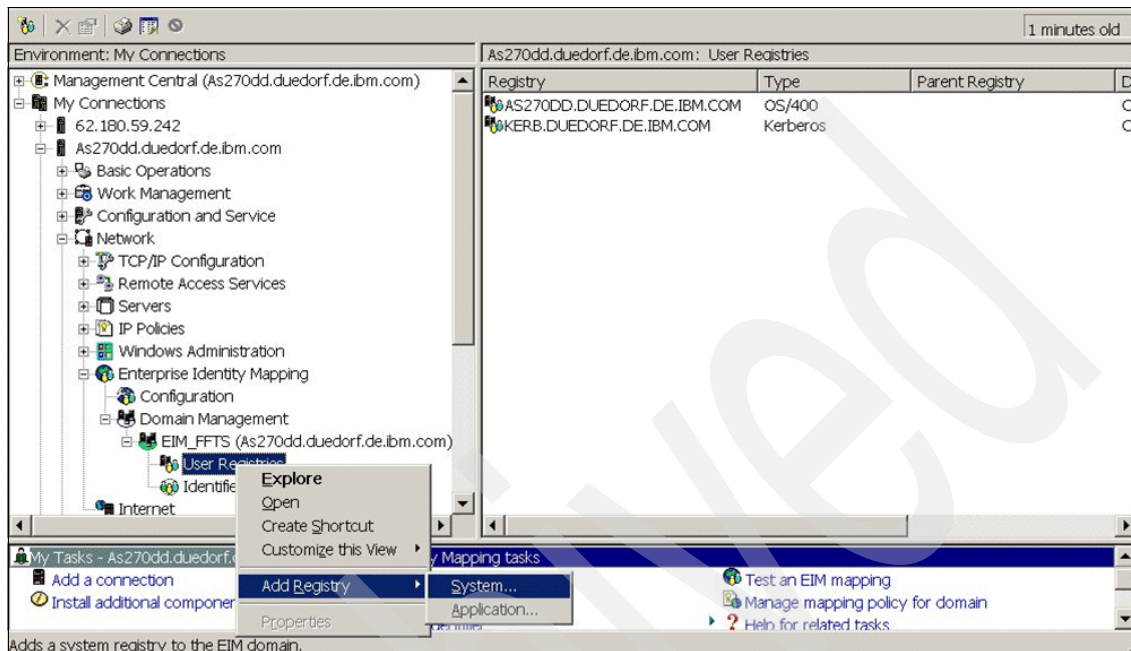 1 minutes old
Environment: My Connections
As270dd.duedorf.de.ibm.com: User Registries
Management Central (As270dd.duedorf.de.ibm.com)
My Connections
62.180.59.242
As270dd.duedorf.de.ibm.com
Basic Operations
Work Management
Configuration and Service
Network
TCP/IP Configuration
Remote Access Services
Servers
IP Policies
Windows Administration
Enterprise Identity Mapping
Configuration
Domain Management
EIM_FFTS (As270dd.duedorf.de.ibm.com)
User Registries
Internet
Registry Type Parent Registry
AS270DD.DUEDORF.DE.IBM.COM OS/400
KERB.DUEDORF.DE.IBM.COM Kerberos
Explore
Open
Create Shortcut
Customize this View
Add Registry
Properties
System...
Application...
My Tasks - As270dd.duedorf. Mapping tasks
Add a connection
Install additional
Test an EIM mapping
Manage mapping policy for domain
Help for related tasks
Adds a system registry to the EIM domain.